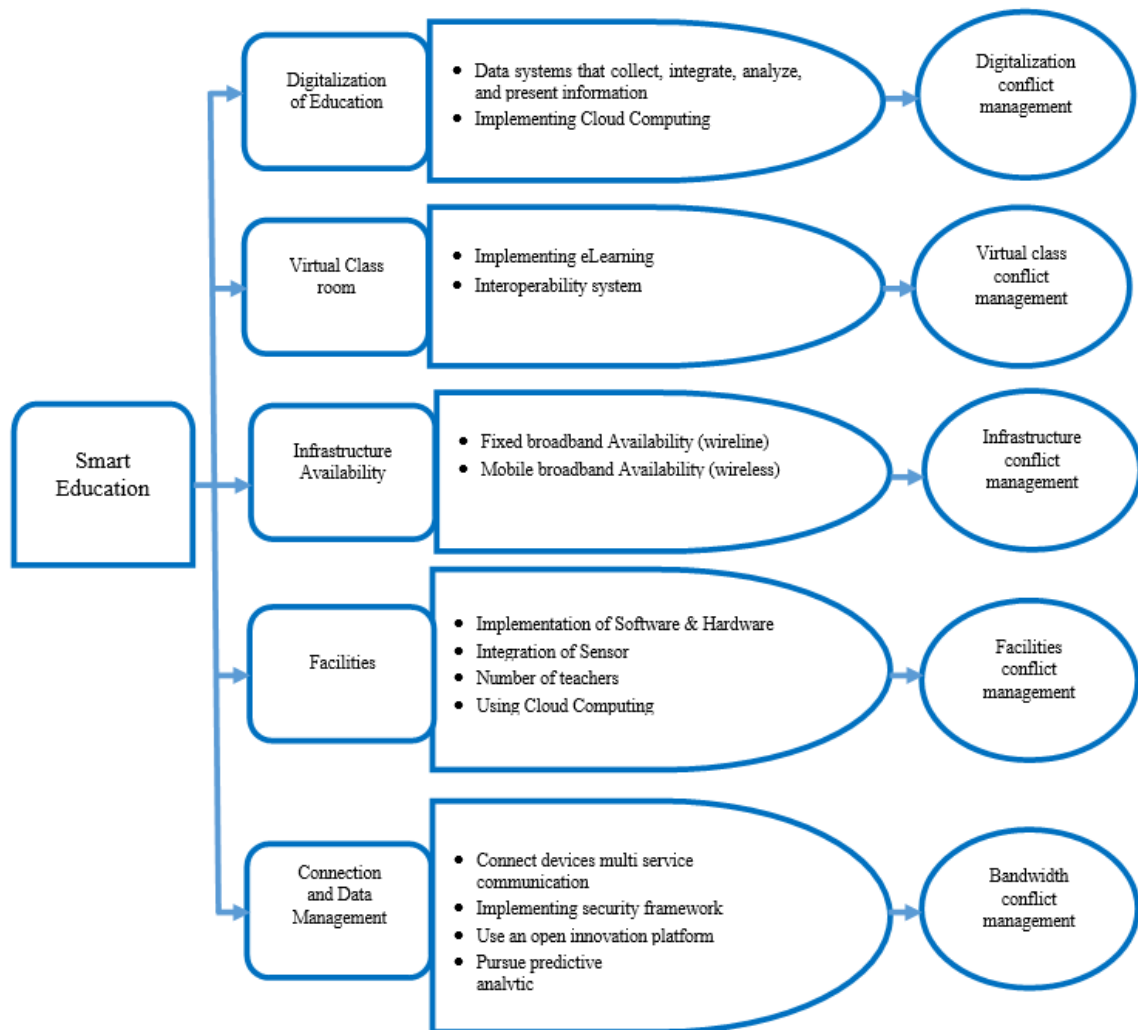 Smart
Education
Digitalization
of Education
• Data systems that collect, integrate, analyze,
and present information
• Implementing Cloud Computing
Digitalization
conflict
management
Virtual Class
room
• Implementing eLearning
• Interoperability system
Virtual class
conflict
management
Infrastructure
Availability
• Fixed broadband Availability (wireline)
• Mobile broadband Availability (wireless)
Infrastructure
conflict
management
Facilities
• Implementation of Software & Hardware
• Integration of Sensor
• Number of teachers
• Using Cloud Computing
Facilities
conflict
management
Connection
and Data
Management
• Connect devices multi service
communication
• Implementing security framework
• Use an open innovation platform
• Pursue predictive
analytic
Bandwidth
conflict
management